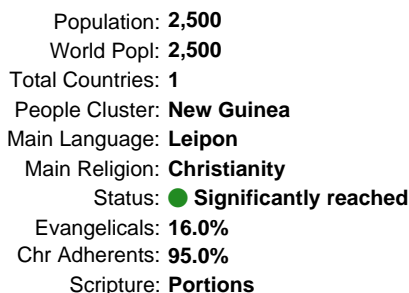 Population: 2,500
World Popl: 2,500
Total Countries: 1
People Cluster: New Guinea
Main Language: Leipon
Main Religion: Christianity
Status: Significantly reached
Evangelicals: 16.0%
Chr Adherents: 95.0%
Scripture: Portions